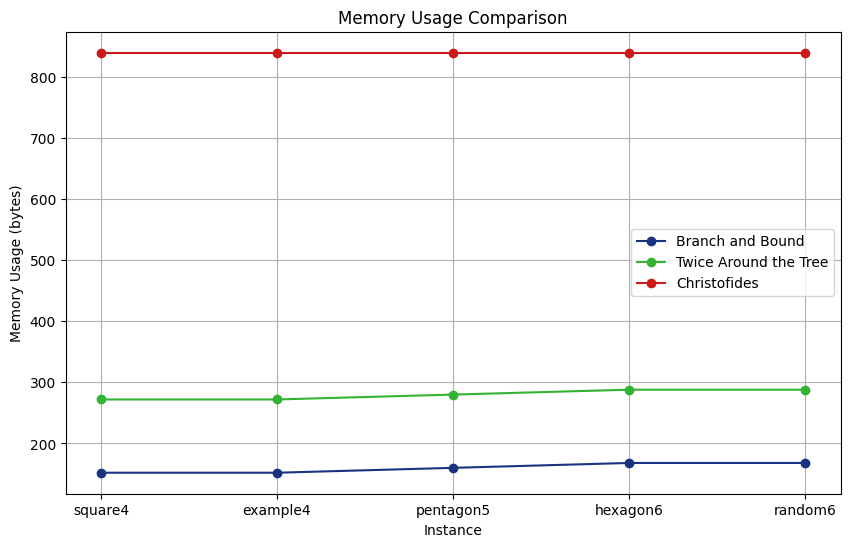 Memory Usage Comparison
Memory Usage (bytes)
800
700
600
500
400
300
200
Branch and Bound
Twice Around the Tree
Christofides
square4
example4
pentagon5
hexagon6
random6
Instance